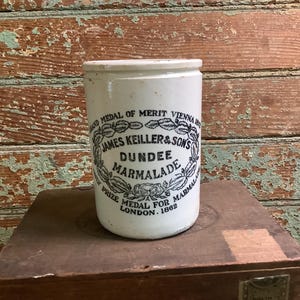 MEDAL OF MERIT VIENNA
JAMES KEILLER & SONS
DUNDEE
MARMALADE
PRIZE MEDAL FOR
LONDON. 1862